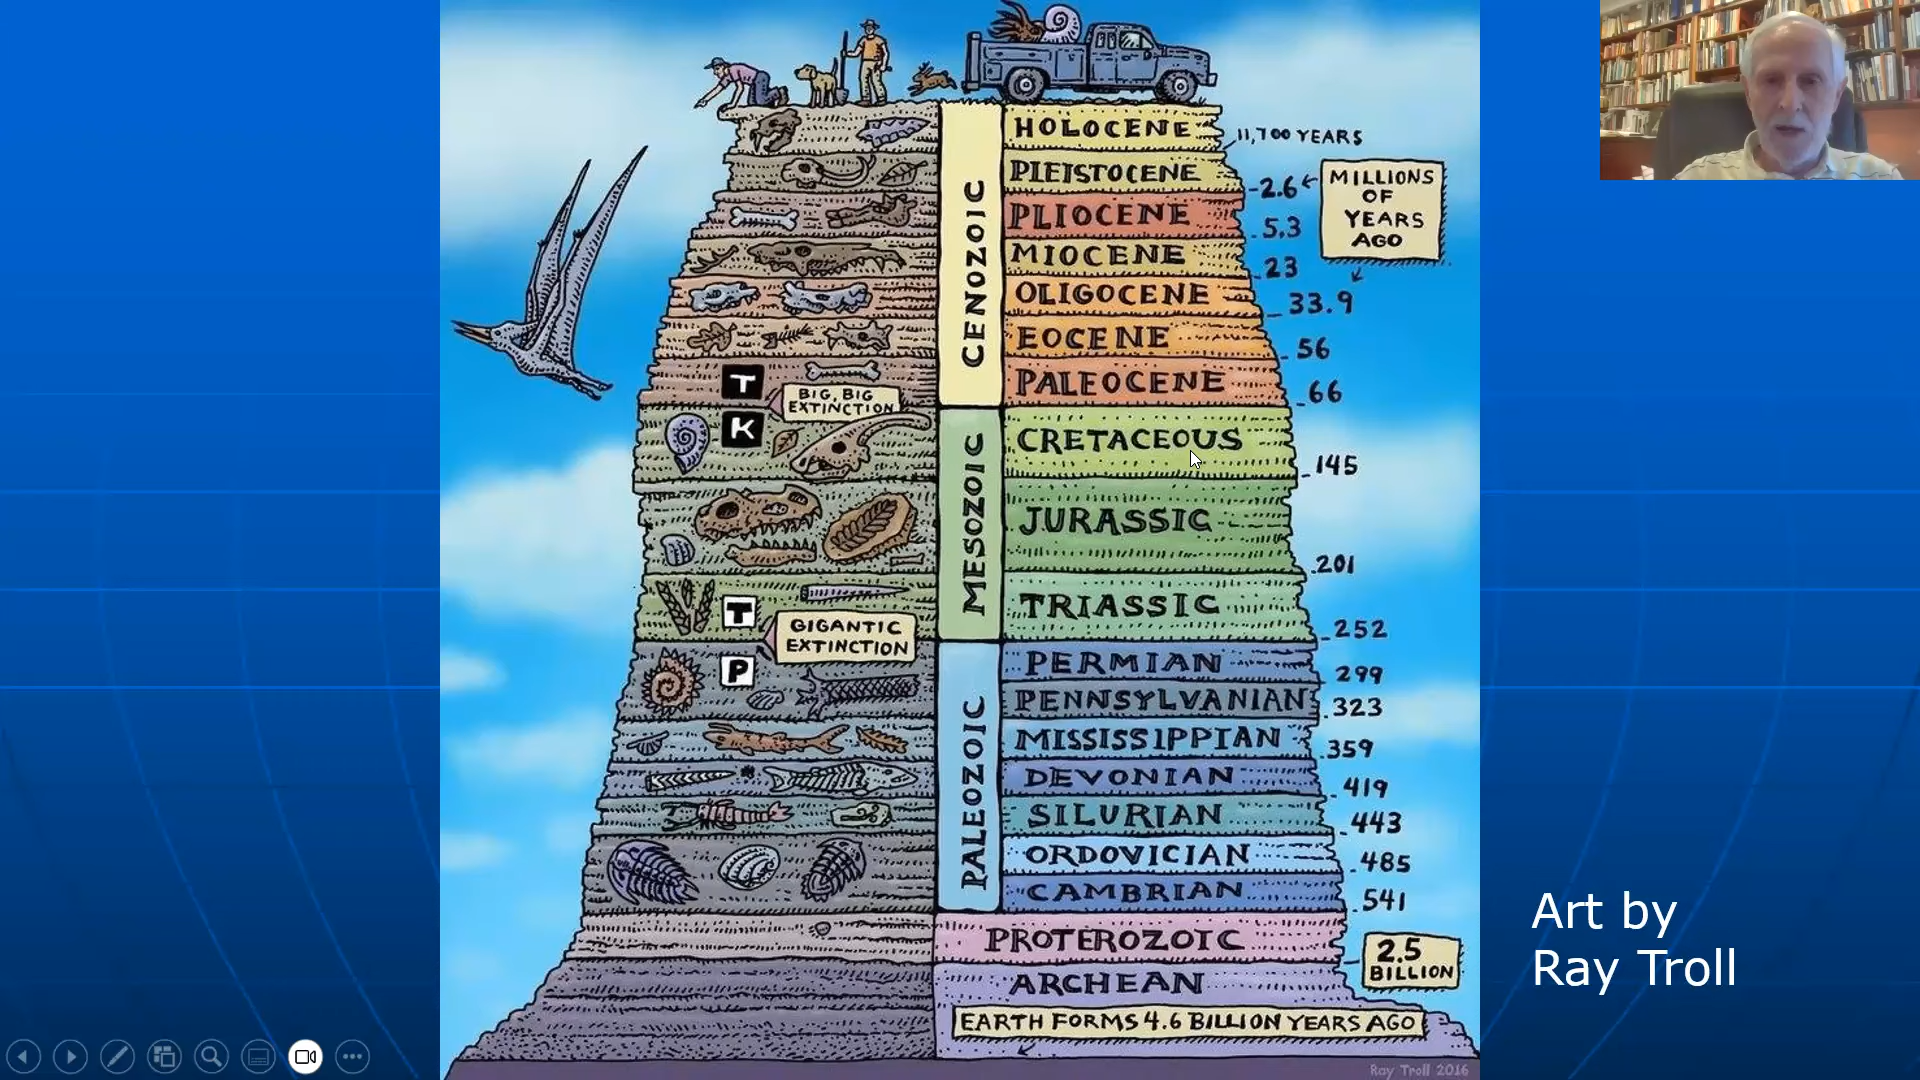 HOLOCENE
11,700 YEARS
PLEISTOCENE
2.6
MILLIONS
OF
YEARS
AGO
PLIOCENE
5.3
MIOCENE
23
OLIGOCENE
33.9
EOCENE
56
PALEOCENE
66
CENOZOIC
T
BIG, BIG
EXTINCTION
K
CRETACEOUS
145
JURASSIC
201
TRIASSIC
252
MESOZOIC
T
GIGANTIC
EXTINCTION
P
PERMIAN
299
PENNSYLVANIAN
323
MISSISSIPPIAN
359
DEVONIAN
419
SILURIAN
443
ORDOVICIAN
485
CAMBRIAN
541
PALEOZOIC
PROTEROZOIC
2.5
BILLION
ARCHEAN
EARTH FORMS 4.6 BILLION YEARS AGO
Ray Troll 2016
Art by
Ray Troll